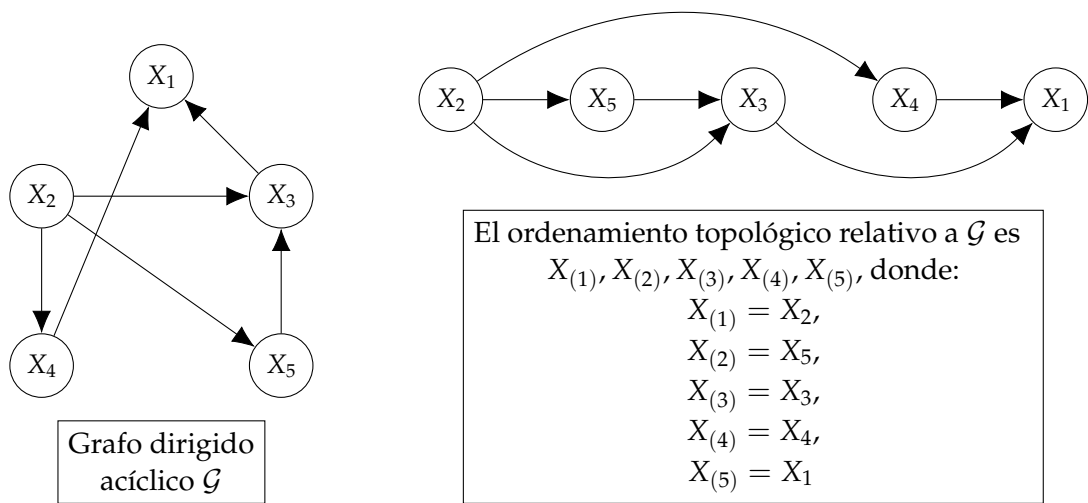 X₁
X₂
X₃
X₄
X₅
Grafo dirigido
acíclico 𝒢
X₂
X₅
X₃
X₄
X₁
El ordenamiento topológico relativo a 𝒢 es
X₍₁₎, X₍₂₎, X₍₃₎, X₍₄₎, X₍₅₎, donde:
X₍₁₎ = X₂,
X₍₂₎ = X₅,
X₍₃₎ = X₃,
X₍₄₎ = X₄,
X₍₅₎ = X₁